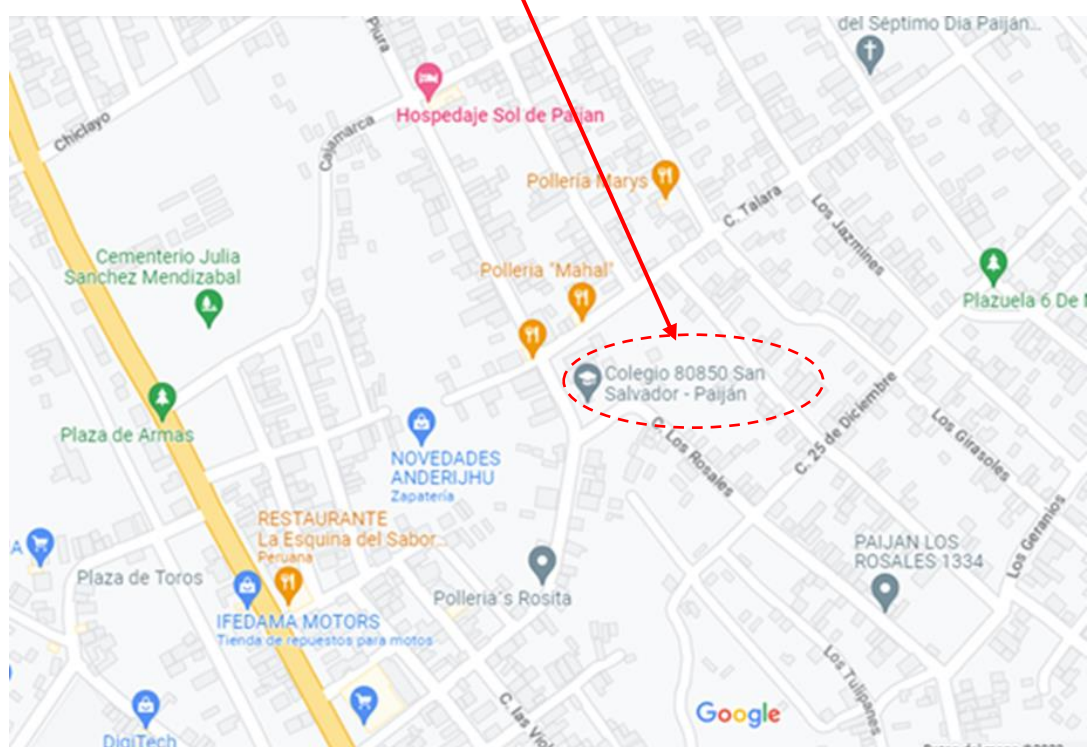 del Séptimo Día Paiján...
Piura
Hospedaje Sol de Paijan
Chiclayo
Cajamarca
Pollería Marys
C. Talara
Los Jazmines
Cementerio Julia
Sanchez Mendizabal
Polleria "Mahal"
Plazuela 6 De
Colegio 80850 San
Salvador - Paiján
Plaza de Armas
C. Los Rosales
C. 25 de Diciembre
Los Girasoles
NOVEDADES
ANDERIJHU
Zapatería
RESTAURANTE
La Esquina del Sabor...
Peruana
A
Plaza de Toros
PAIJAN LOS
ROSALES 1334
Los Geranios
Polleria´s Rosita
IFEDAMA MOTORS
Tienda de repuestos para motos
Los Tulipanes
C. las
Google
DigiTech